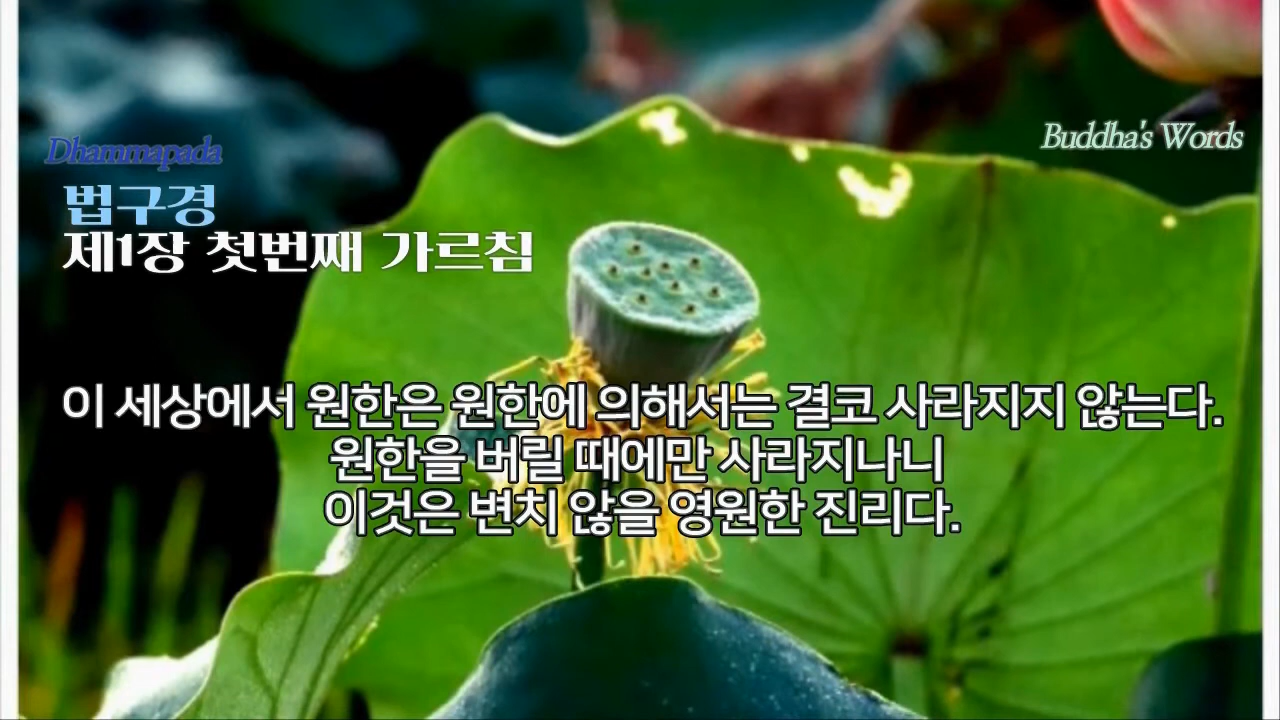 Dhammapada
Buddha's Words
법구경
제1장 첫번째 가르침
이 세상에서 원한은 원한에 의해서는 결코 사라지지 않는다.
원한을 버릴 때에만 사라지나니
이것은 변치 않을 영원한 진리다.